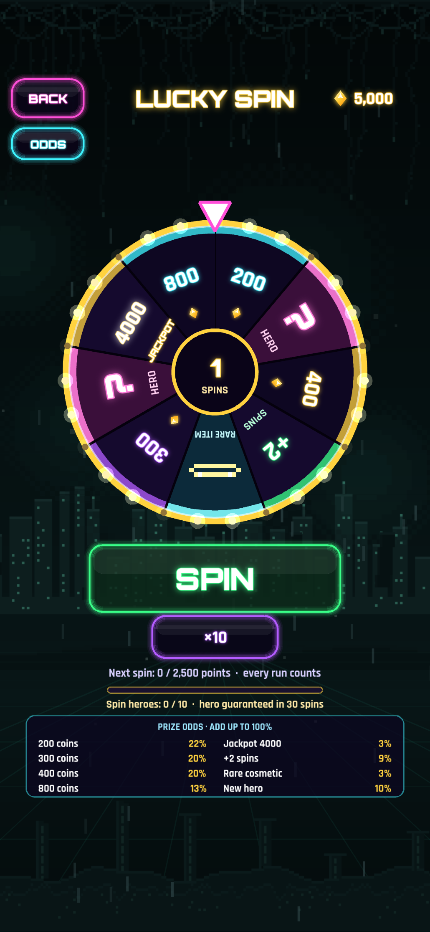 BACK
LUCKY SPIN
5,000
ODDS
800
200
4000
JACKPOT
?
HERO
?
HERO
400
300
+2
SPINS
RARE ITEM
1
SPINS
SPIN
×10
Next spin: 0 / 2,500 points · every run counts
Spin heroes: 0 / 10 · hero guaranteed in 30 spins
PRIZE ODDS · ADD UP TO 100%
200 coins 22% Jackpot 4000 3%
300 coins 20% +2 spins 9%
400 coins 20% Rare cosmetic 3%
800 coins 13% New hero 10%